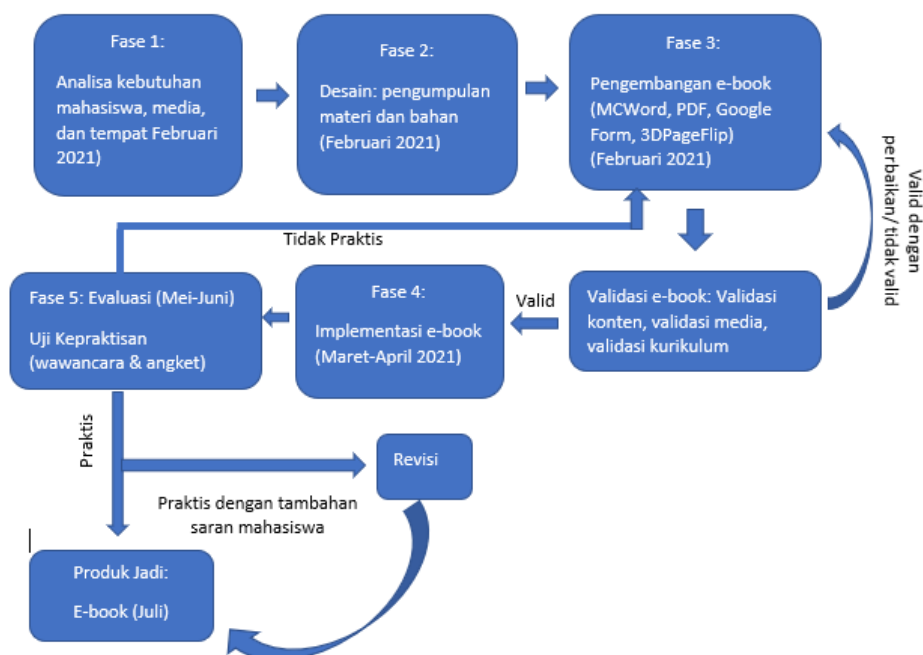 Fase 1:
Analisa kebutuhan
mahasiswa, media,
dan tempat Februari
2021)
Fase 2:
Desain: pengumpulan
materi dan bahan
(Februari 2021)
Fase 3:
Pengembangan e-book
(MCWord, PDF, Google
Form, 3DPageFlip)
(Februari 2021)
Valid dengan
perbaikan/ tidak valid
Tidak Praktis
Validasi e-book: Validasi
konten, validasi media,
validasi kurikulum
Valid
Fase 4:
Implementasi e-book
(Maret-April 2021)
Fase 5: Evaluasi (Mei-Juni)
Uji Kepraktisan
(wawancara & angket)
Praktis
Revisi
Praktis dengan tambahan
saran mahasiswa
Produk Jadi:
E-book (Juli)